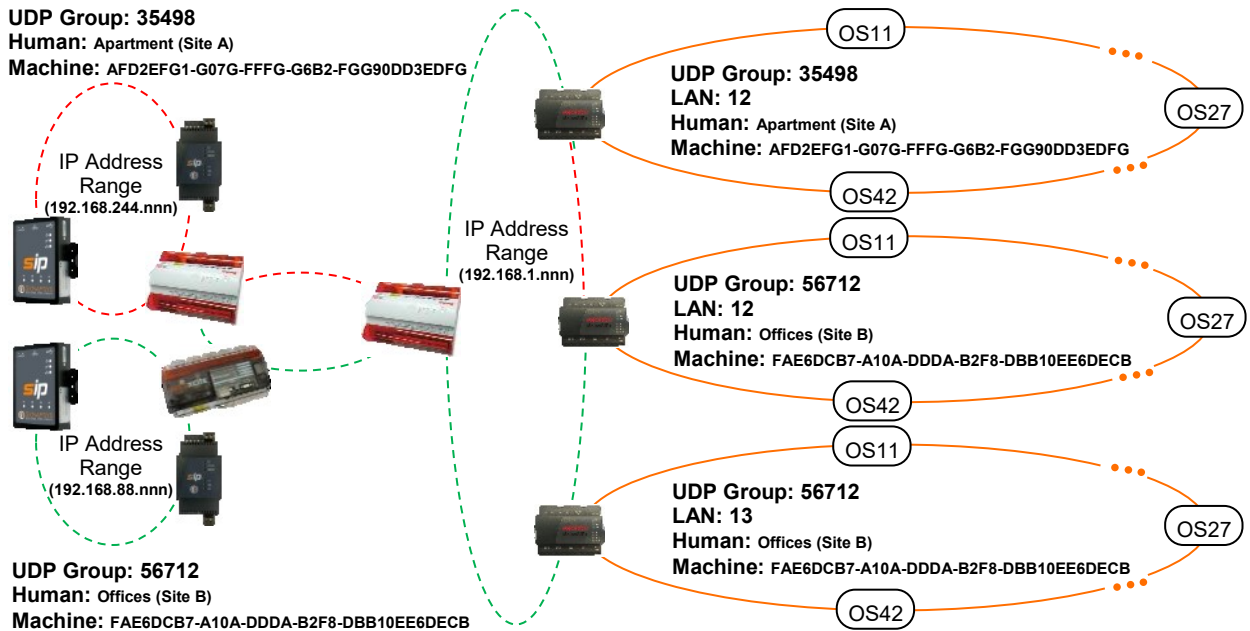 UDP Group: 35498
Human: Apartment (Site A)
Machine: AFD2EFG1-G07G-FFFG-G6B2-FGG90DD3EDFG
IP Address
Range
(192.168.244.nnn)
sip
sip
sip
IP Address
Range
(192.168.88.nnn)
sip
UDP Group: 56712
Human: Offices (Site B)
Machine: FAE6DCB7-A10A-DDDA-B2F8-DBB10EE6DECB
IP Address
Range
(192.168.1.nnn)
OS11
UDP Group: 35498
LAN: 12
Human: Apartment (Site A)
Machine: AFD2EFG1-G07G-FFFG-G6B2-FGG90DD3EDFG
OS27
OS42
OS11
UDP Group: 56712
LAN: 12
Human: Offices (Site B)
Machine: FAE6DCB7-A10A-DDDA-B2F8-DBB10EE6DECB
OS27
OS42
OS11
UDP Group: 56712
LAN: 13
Human: Offices (Site B)
Machine: FAE6DCB7-A10A-DDDA-B2F8-DBB10EE6DECB
OS27
OS42